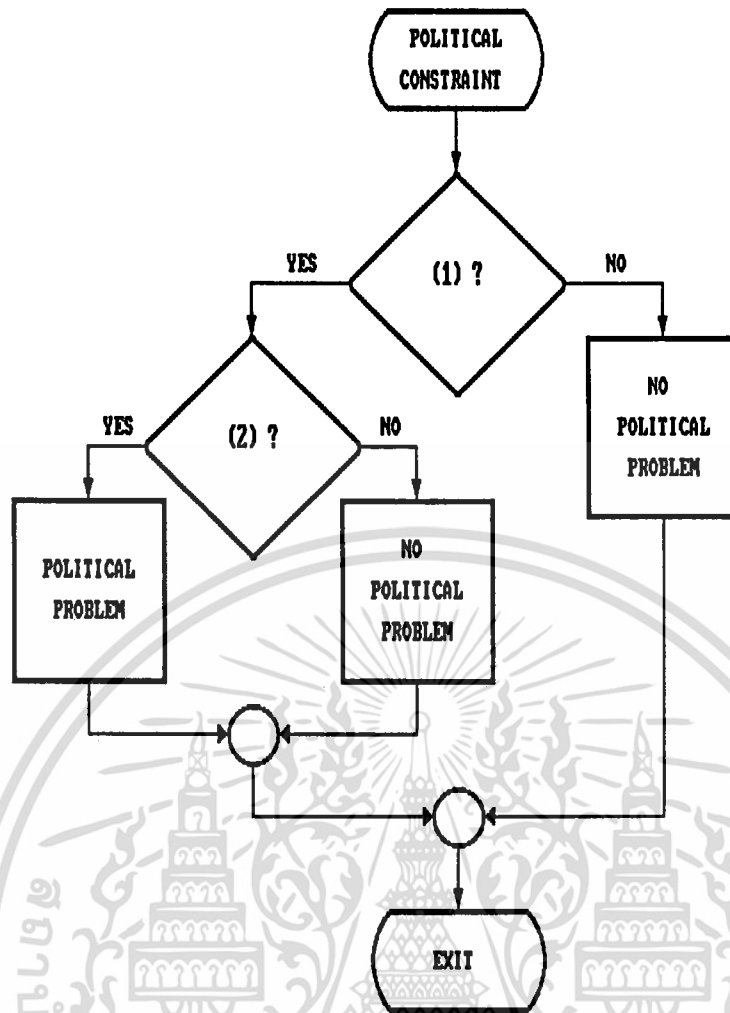 POLITICAL
CONSTRAINT
(1) ?
YES
NO
(2) ?
YES
NO
NO
POLITICAL
PROBLEM
POLITICAL
PROBLEM
NO
POLITICAL
PROBLEM
EXIT